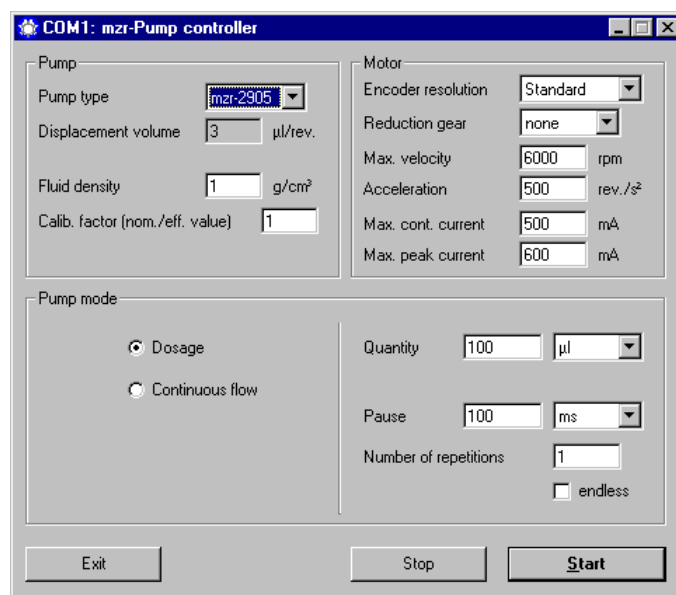 COM1: mzr-Pump controller
Pump
Pump type mzr-2905
Displacement volume 3 µl/rev.
Fluid density 1 g/cm³
Calib. factor (nom./eff. value) 1
Motor
Encoder resolution Standard
Reduction gear none
Max. velocity 6000 rpm
Acceleration 500 rev./s²
Max. cont. current 500 mA
Max. peak current 600 mA
Pump mode
Dosage
Continuous flow
Quantity 100 µl
Pause 100 ms
Number of repetitions 1
endless
Exit Stop Start